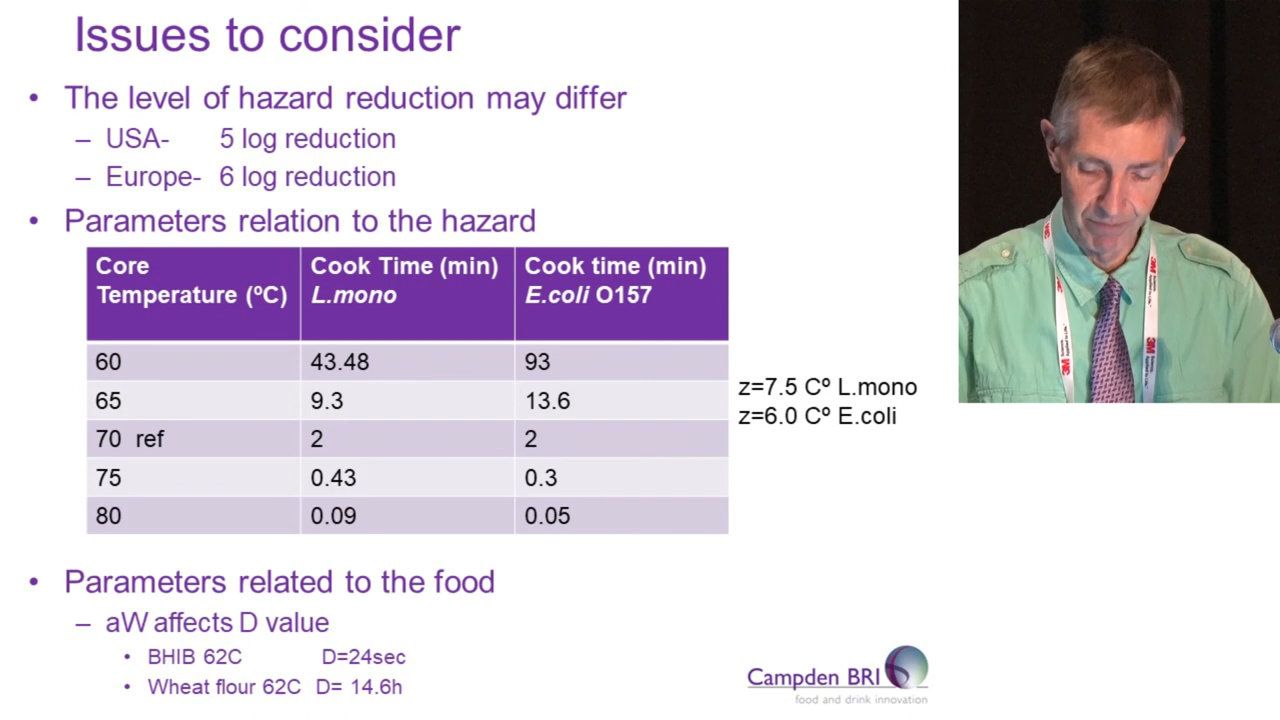 Issues to consider
• The level of hazard reduction may differ
– USA- 5 log reduction
– Europe- 6 log reduction
• Parameters relation to the hazard
Core Temperature (ºC) Cook Time (min) L.mono Cook time (min) E.coli O157
60 43.48 93
65 9.3 13.6
70 ref 2 2
75 0.43 0.3
80 0.09 0.05
z=7.5 Cº L.mono
z=6.0 Cº E.coli
• Parameters related to the food
– aW affects D value
• BHIB 62C D=24sec
• Wheat flour 62C D= 14.6h
Campden BRI
food and drink innovation
3M
3M